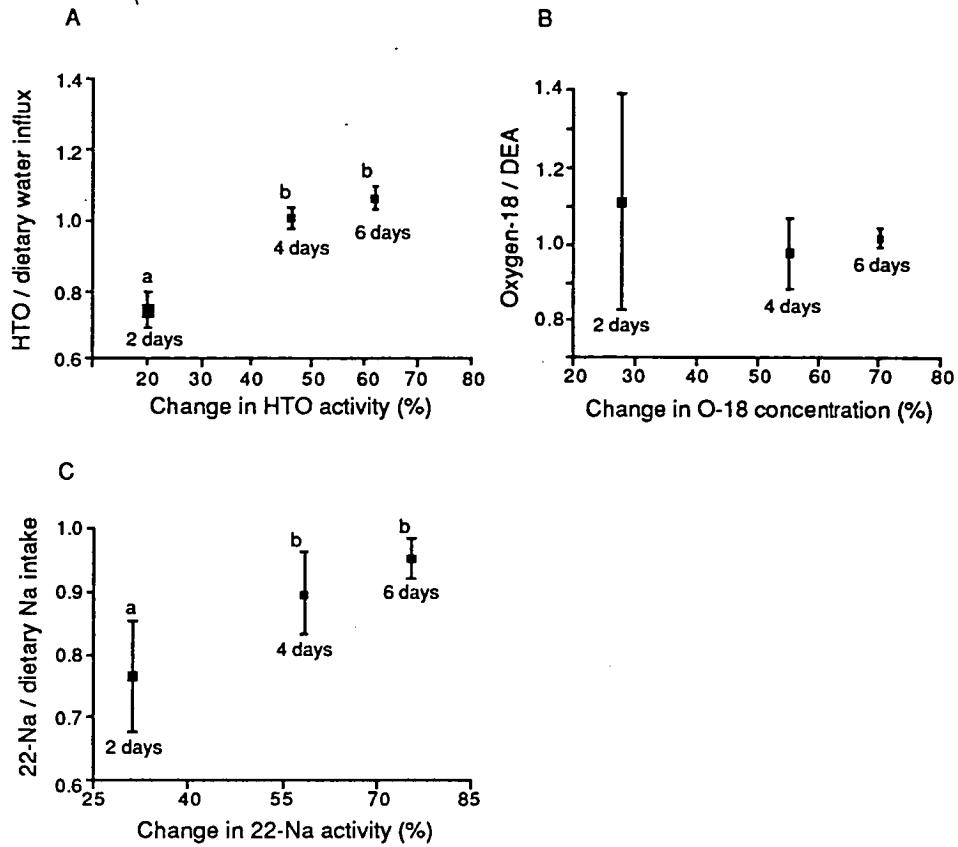 A
HTO / dietary water influx
1.4
1.2
1.0
0.8
0.6
a
2 days
b
4 days
b
6 days
20 30 40 50 60 70 80
Change in HTO activity (%)
B
Oxygen-18 / DEA
1.4
1.2
1.0
0.8
2 days
4 days
6 days
20 30 40 50 60 70 80
Change in O-18 concentration (%)
C
22-Na / dietary Na intake
1.0
0.9
0.8
0.7
0.6
a
2 days
b
4 days
b
6 days
25 40 55 70 85
Change in 22-Na activity (%)